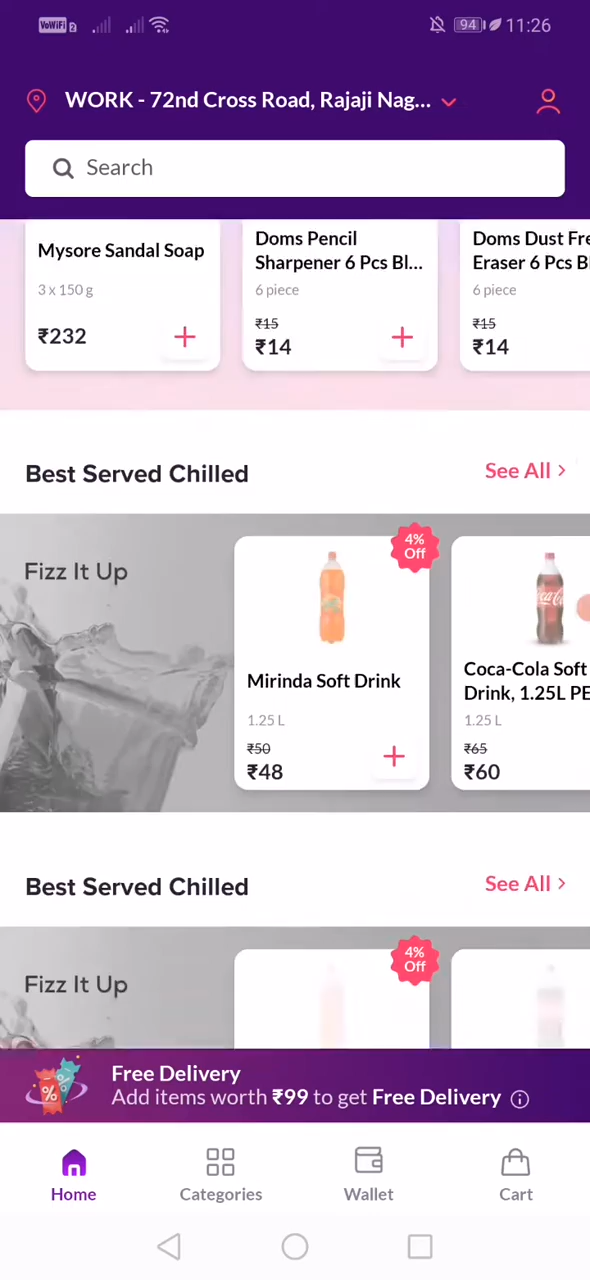 VoWiFi 2
94 11:26
WORK - 72nd Cross Road, Rajaji Nag...
Search
Mysore Sandal Soap
3 x 150 g
₹232
Doms Pencil
Sharpener 6 Pcs Bl...
6 piece
₹15
₹14
Doms Dust Fre
Eraser 6 Pcs B
6 piece
₹15
₹14
Best Served Chilled
See All >
Fizz It Up
4%
Off
Mirinda Soft Drink
1.25 L
₹50
₹48
Coca-Cola
Coca-Cola Soft
Drink, 1.25L PE
1.25 L
₹65
₹60
Best Served Chilled
See All >
Fizz It Up
4%
Off
Free Delivery
Add items worth ₹99 to get Free Delivery
Home
Categories
Wallet
Cart